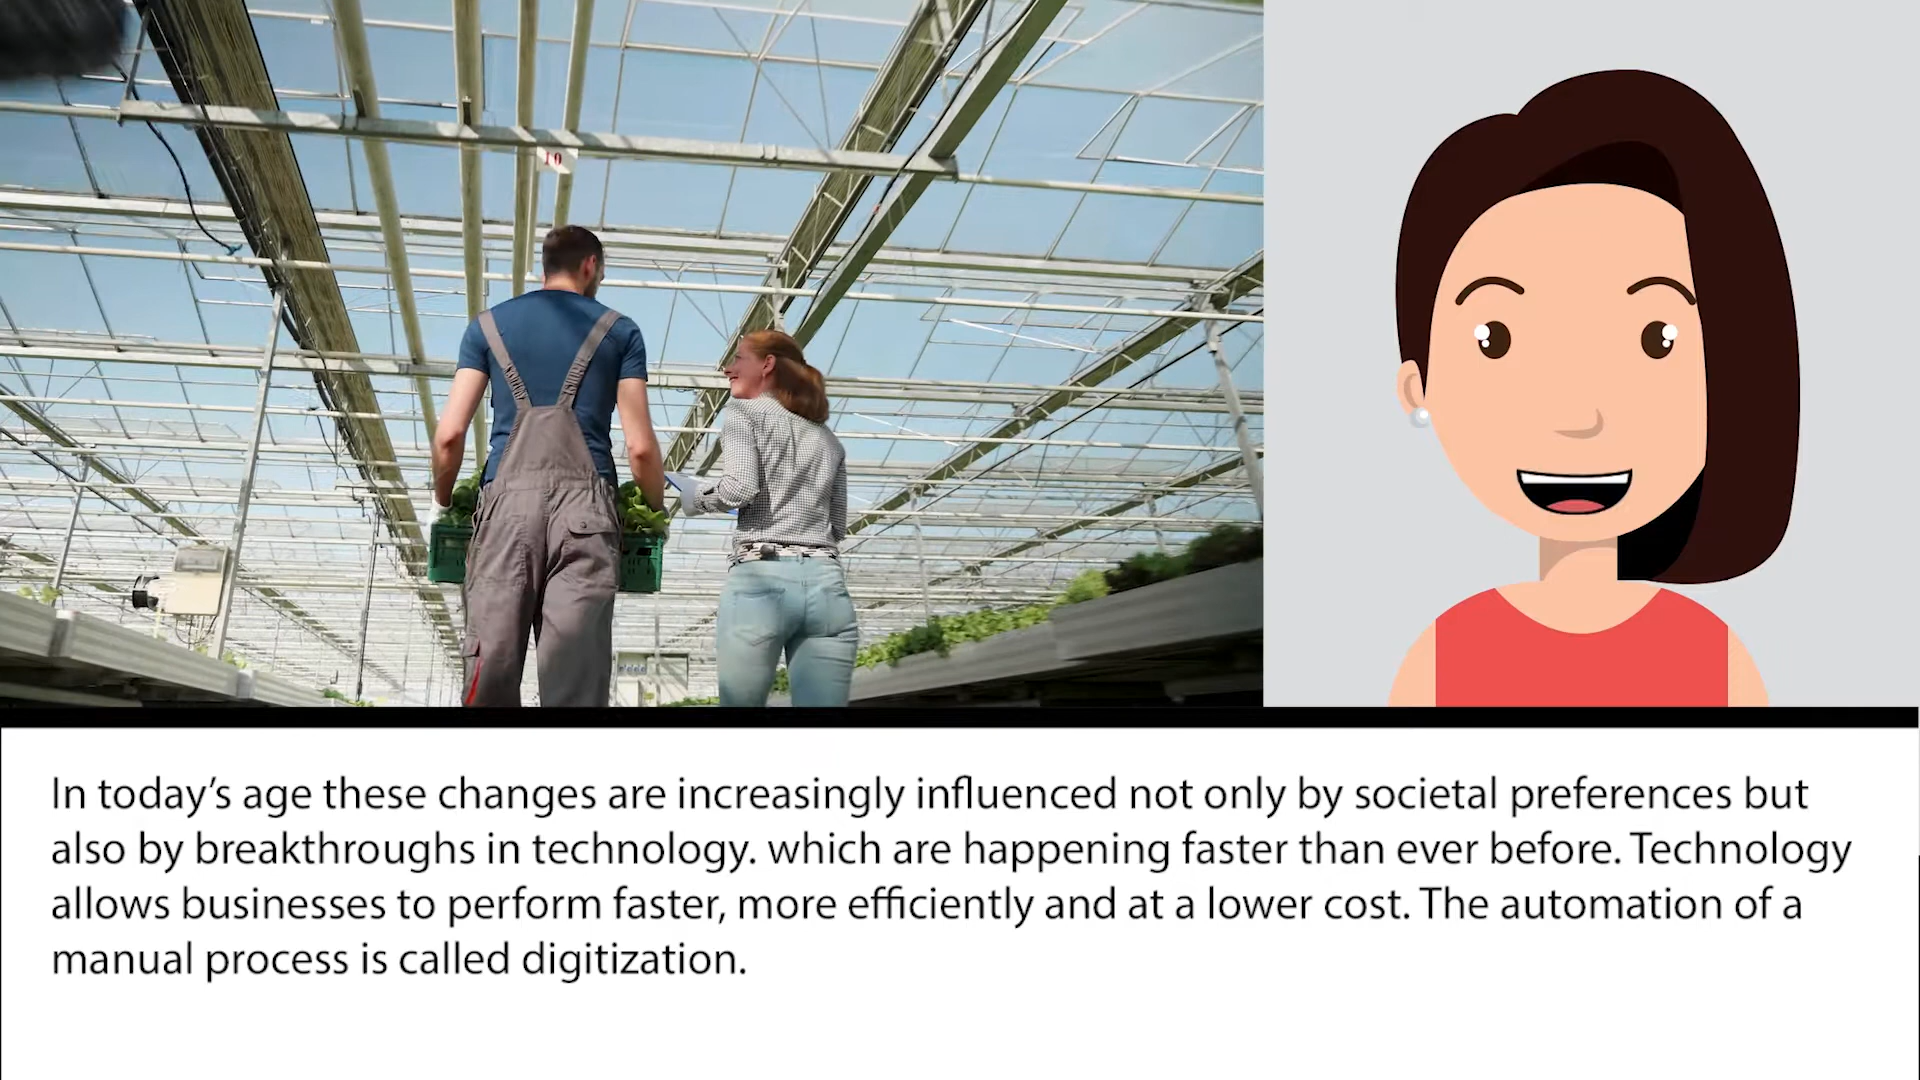 10
In today’s age these changes are increasingly influenced not only by societal preferences but
also by breakthroughs in technology. which are happening faster than ever before. Technology
allows businesses to perform faster, more efficiently and at a lower cost. The automation of a
manual process is called digitization.